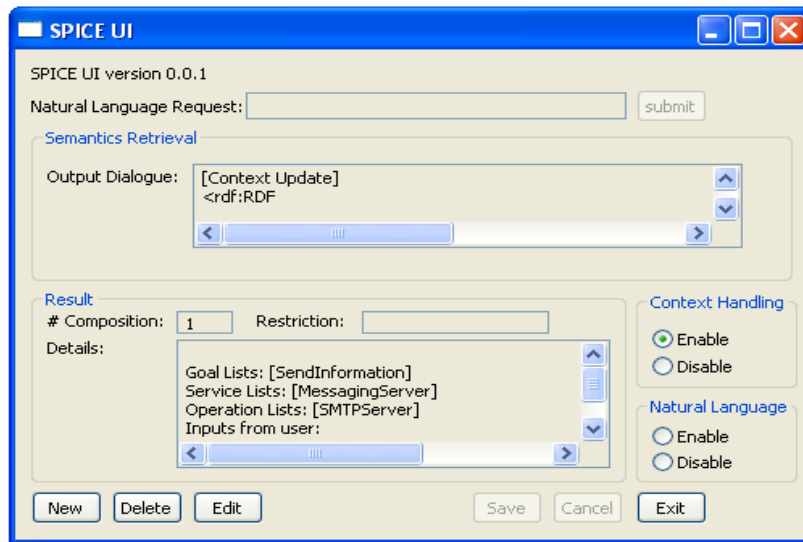 SPICE UI
SPICE UI version 0.0.1
Natural Language Request: submit
Semantics Retrieval
Output Dialogue: [Context Update]
<rdf:RDF
Result
# Composition: 1 Restriction:
Details:
Goal Lists: [SendInformation]
Service Lists: [MessagingServer]
Operation Lists: [SMTPServer]
Inputs from user:
Context Handling
Enable
Disable
Natural Language
Enable
Disable
New Delete Edit Save Cancel Exit